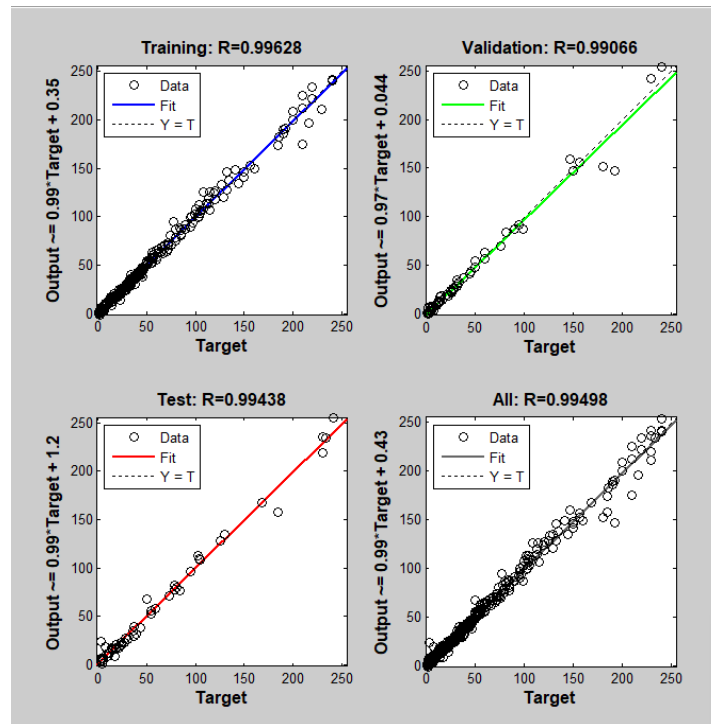 Training: R=0.99628
Output ~= 0.99*Target + 0.35
250
200
150
100
50
0
Data
Fit
Y = T
0 50 100 150 200 250
Target
Validation: R=0.99066
Output ~= 0.97*Target + 0.044
250
200
150
100
50
0
Data
Fit
Y = T
0 50 100 150 200 250
Target
Test: R=0.99438
Output ~= 0.99*Target + 1.2
250
200
150
100
50
0
Data
Fit
Y = T
0 50 100 150 200 250
Target
All: R=0.99498
Output ~= 0.99*Target + 0.43
250
200
150
100
50
0
Data
Fit
Y = T
0 50 100 150 200 250
Target